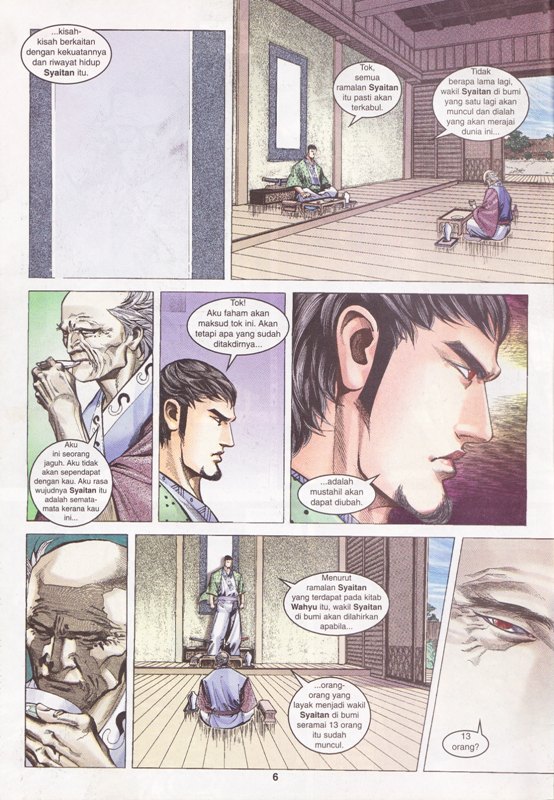 ...kisah-
kisah berkaitan
dengan kekuatannya
dan riwayat hidup
Syaitan itu.
Tok,
semua
ramalan Syaitan
itu pasti akan
terkabul.
Tidak
berapa lama lagi,
wakil Syaitan di bumi
yang satu lagi akan
muncul dan dialah
yang akan merajai
dunia ini...
Aku
ini seorang
jaguh. Aku tidak
akan sependapat
dengan kau. Aku rasa
wujudnya Syaitan itu
adalah semata-
mata kerana kau
ini...
Tok!
Aku faham akan
maksud tok ini. Akan
tetapi apa yang sudah
ditakdirnya...
...adalah
mustahil akan
dapat diubah.
Menurut
ramalan Syaitan
yang terdapat pada kitab
Wahyu itu, wakil Syaitan
di bumi akan dilahirkan
apabila...
...orang-
orang yang
layak menjadi wakil
Syaitan di bumi
seramai 13 orang
itu sudah
muncul.
13
orang?
6